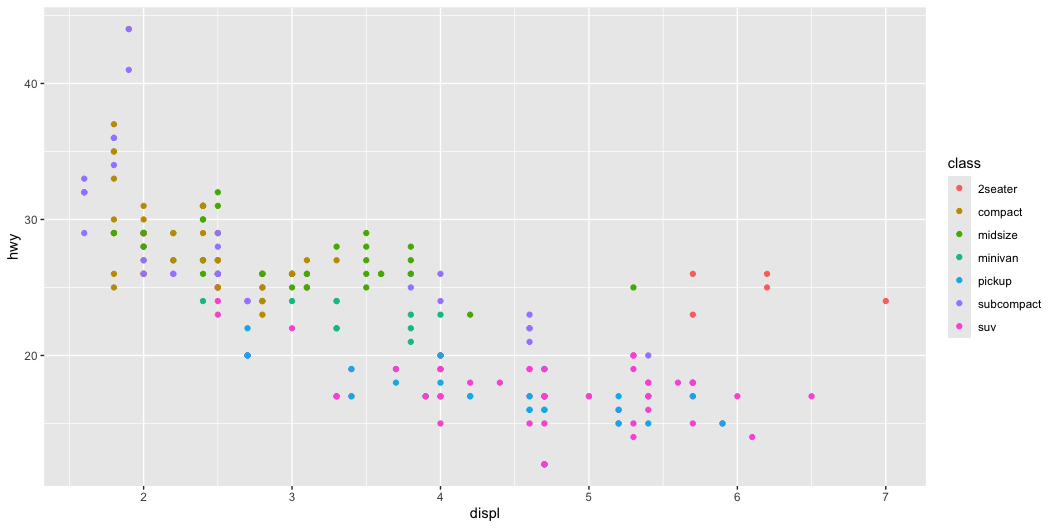 hwy
40
30
20
2
3
4
5
6
7
displ
class
2seater
compact
midsize
minivan
pickup
subcompact
suv